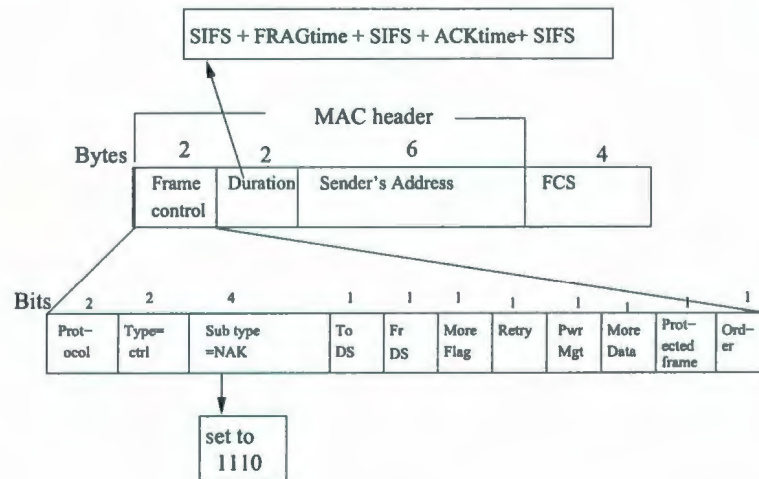 SIFS + FRAGtime + SIFS + ACKtime+ SIFS
MAC header
Bytes 2 2 6 4
Frame control
Duration
Sender's Address
FCS
Bits 2 2 4 1 1 1 1 1 1 1 1
Prot-
ocol
Type=
ctrl
Sub type
=NAK
To
DS
Fr
DS
More
Flag
Retry
Pwr
Mgt
More
Data
Prot-
ected
frame
Ord-
er
set to
1110